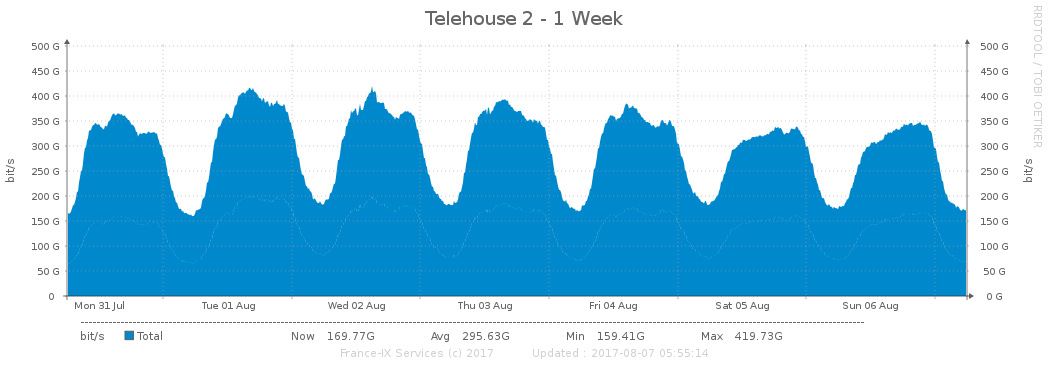 Telehouse 2 - 1 Week
RRDTOOL / TOBI OETIKER
500 G 500 G
450 G 450 G
400 G 400 G
350 G 350 G
300 G 300 G
250 G 250 G
200 G 200 G
150 G 150 G
100 G 100 G
50 G 50 G
0 0 G
bit/s bit/s
Mon 31 Jul Tue 01 Aug Wed 02 Aug Thu 03 Aug Fri 04 Aug Sat 05 Aug Sun 06 Aug
bit/s Total Now 169.77G Avg 295.63G Min 159.41G Max 419.73G
France-IX Services (c) 2017 Updated : 2017-08-07 05:55:14